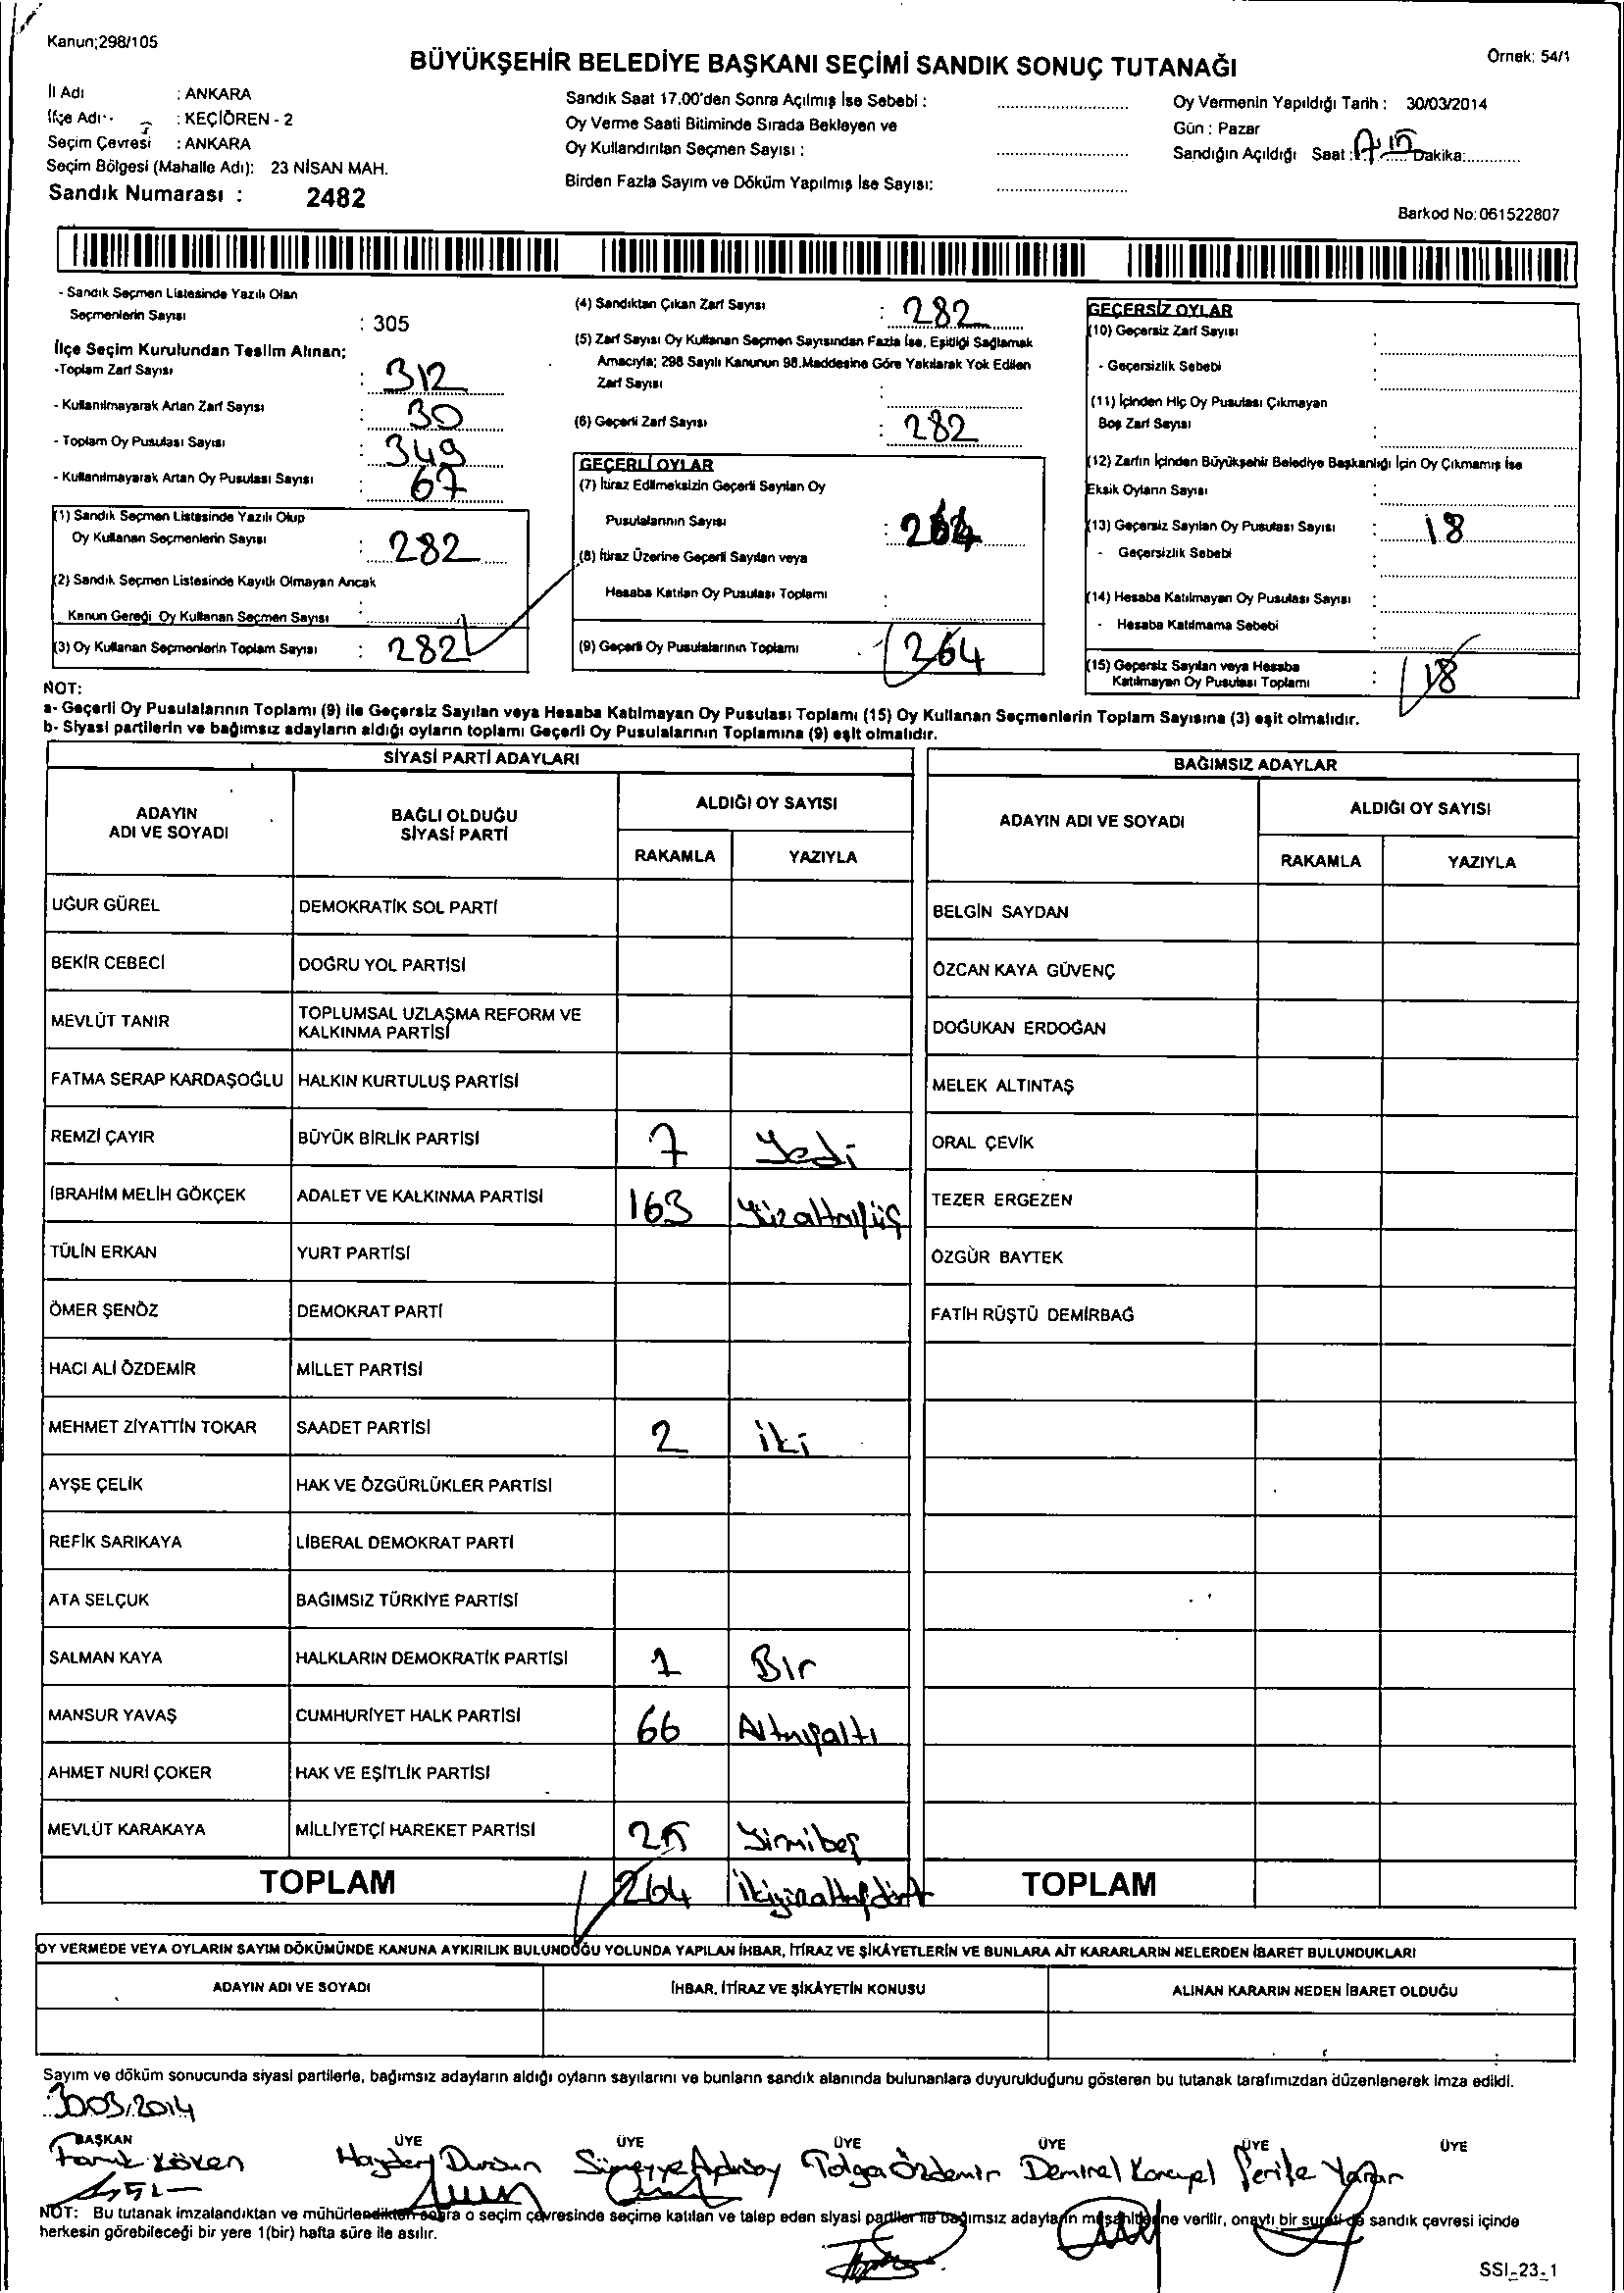 Kanun;298/105
BÜYÜKŞEHİR BELEDİYE BAŞKANI SEÇİMİ SANDIK SONUÇ TUTANAĞI
Örnek: 54/1
İl Adı : ANKARA
İlçe Adı : KEÇİÖREN - 2
Seçim Çevresi : ANKARA
Seçim Bölgesi (Mahalle Adı): 23 NİSAN MAH.
Sandık Numarası : 2482
Sandık Saat 17.00'den Sonra Açılmış İse Sebebi :
Oy Verme Saati Bitiminde Sırada Bekleyen ve
Oy Kullandırılan Seçmen Sayısı :
Birden Fazla Sayım ve Döküm Yapılmış İse Sayısı:
Oy Vermenin Yapıldığı Tarih : 30/03/2014
Gün : Pazar
Sandığın Açıldığı Saat : Dakika:
Barkod No:061522807
- Sandık Seçmen Listesinde Yazılı Olan
Seçmenlerin Sayısı : 305
İlçe Seçim Kurulundan Teslim Alınan;
-Toplam Zarf Sayısı : 312
- Kullanılmayarak Artan Zarf Sayısı : 30
- Toplam Oy Pusulası Sayısı : 349
- Kullanılmayarak Artan Oy Pusulası Sayısı : 67
(1) Sandık Seçmen Listesinde Yazılı Olup
Oy Kullanan Seçmenlerin Sayısı : 282
(2) Sandık Seçmen Listesinde Kayıtlı Olmayan Ancak
Kanun Gereği Oy Kullanan Seçmen Sayısı :
(3) Oy Kullanan Seçmenlerin Toplam Sayısı : 282
(4) Sandıktan Çıkan Zarf Sayısı : 282
(5) Zarf Sayısı Oy Kullanan Seçmen Sayısından Fazla İse, Eşitliği Sağlamak
Amacıyla; 298 Sayılı Kanunun 98.Maddesine Göre Yakılarak Yok Edilen
Zarf Sayısı :
(6) Geçerli Zarf Sayısı : 282
GEÇERLİ OYLAR
(7) İtiraz Edilmeksizin Geçerli Sayılan Oy
Pusulalarının Sayısı : 264
(8) İtiraz Üzerine Geçerli Sayılan veya
Hesaba Katılan Oy Pusulası Toplamı :
(9) Geçerli Oy Pusulalarının Toplamı : 264
GEÇERSİZ OYLAR
(10) Geçersiz Zarf Sayısı :
- Geçersizlik Sebebi :
(11) İçinden Hiç Oy Pusulası Çıkmayan
Boş Zarf Sayısı :
(12) Zarfın İçinden Büyükşehir Belediye Başkanlığı İçin Oy Çıkmamış İse
Eksik Oyların Sayısı :
(13) Geçersiz Sayılan Oy Pusulası Sayısı : 18
- Geçersizlik Sebebi :
(14) Hesaba Katılmayan Oy Pusulası Sayısı :
- Hesaba Katılmama Sebebi :
(15) Geçersiz Sayılan veya Hesaba
Katılmayan Oy Pusulası Toplamı : 18
NOT:
a- Geçerli Oy Pusulalarının Toplamı (9) ile Geçersiz Sayılan veya Hesaba Katılmayan Oy Pusulası Toplamı (15) Oy Kullanan Seçmenlerin Toplam Sayısına (3) eşit olmalıdır.
b- Siyasi partilerin ve bağımsız adayların aldığı oyların toplamı Geçerli Oy Pusulalarının Toplamına (9) eşit olmalıdır.
SİYASİ PARTİ ADAYLARI
ADAYIN ADI VE SOYADI
BAĞLI OLDUĞU SİYASİ PARTİ
ALDIĞI OY SAYISI
RAKAMLA YAZIYLA
UĞUR GÜREL DEMOKRATİK SOL PARTİ
BEKİR CEBECİ DOĞRU YOL PARTİSİ
MEVLÜT TANIR TOPLUMSAL UZLAŞMA REFORM VE
KALKINMA PARTİSİ
FATMA SERAP KARDAŞOĞLU HALKIN KURTULUŞ PARTİSİ
REMZİ ÇAYIR BÜYÜK BİRLİK PARTİSİ 7 Yedi
İBRAHİM MELİH GÖKÇEK ADALET VE KALKINMA PARTİSİ 163 Yüzaltmışüç
TÜLİN ERKAN YURT PARTİSİ
ÖMER ŞENÖZ DEMOKRAT PARTİ
HACI ALİ ÖZDEMİR MİLLET PARTİSİ
MEHMET ZİYATTİN TOKAR SAADET PARTİSİ 2 iki
AYŞE ÇELİK HAK VE ÖZGÜRLÜKLER PARTİSİ
REFİK SARIKAYA LİBERAL DEMOKRAT PARTİ
ATA SELÇUK BAĞIMSIZ TÜRKİYE PARTİSİ
SALMAN KAYA HALKLARIN DEMOKRATİK PARTİSİ 1 Bir
MANSUR YAVAŞ CUMHURİYET HALK PARTİSİ 66 Altmışaltı
AHMET NURİ ÇOKER HAK VE EŞİTLİK PARTİSİ
MEVLÜT KARAKAYA MİLLİYETÇİ HAREKET PARTİSİ 25 Yirmibeş
TOPLAM 264 İkiyüzaltmışdört
BAĞIMSIZ ADAYLAR
ADAYIN ADI VE SOYADI
ALDIĞI OY SAYISI
RAKAMLA YAZIYLA
BELGİN SAYDAN
ÖZCAN KAYA GÜVENÇ
DOĞUKAN ERDOĞAN
MELEK ALTINTAŞ
ORAL ÇEVİK
TEZER ERGEZEN
ÖZGÜR BAYTEK
FATİH RÜŞTÜ DEMİRBAĞ
TOPLAM
OY VERMEDE VEYA OYLARIN SAYIM DÖKÜMÜNDE KANUNA AYKIRILIK BULUNDUĞU YOLUNDA YAPILAN İHBAR, İTİRAZ VE ŞİKÂYETLERİN VE BUNLARA AİT KARARLARIN NELERDEN İBARET BULUNDUKLARI
ADAYIN ADI VE SOYADI İHBAR, İTİRAZ VE ŞİKÂYETİN KONUSU ALINAN KARARIN NEDEN İBARET OLDUĞU
Sayım ve döküm sonucunda siyasi partilerle, bağımsız adayların aldığı oyların sayılarını ve bunların sandık alanında bulunanlara duyurulduğunu gösteren bu tutanak tarafımızdan düzenlenerek imza edildi.
30.03.2014
BAŞKAN ÜYE ÜYE ÜYE ÜYE ÜYE ÜYE
Haydar Dursun Sümeyye Tolga Özdemir Demirel Şerife
NOT: Bu tutanak imzalandıktan ve mühürlendikten sonra o seçim çevresinde seçime katılan ve talep eden siyasi partiler ile bağımsız adayların müşahitlerine verilir, onaylı bir sureti de sandık çevresi içinde
herkesin görebileceği bir yere 1(bir) hafta süre ile asılır.
SSI_23_1